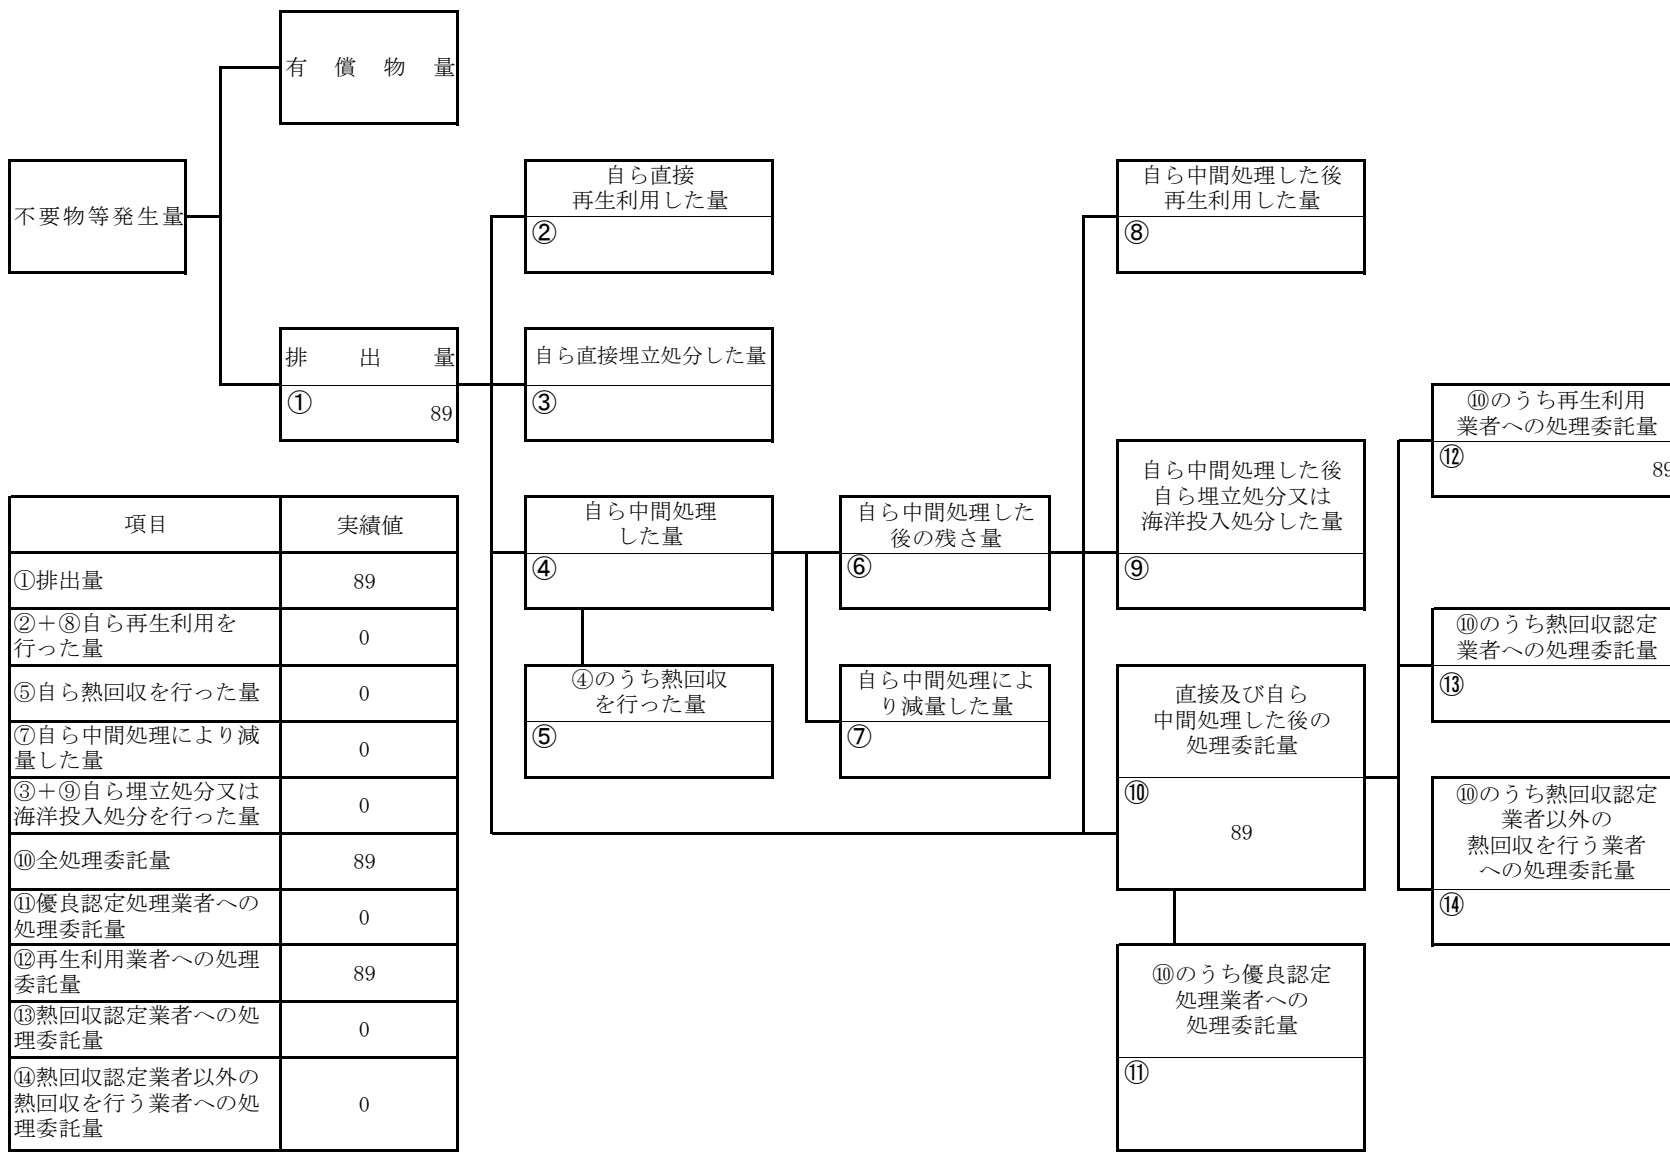 有償物量
不要物等発生量
排出量
①
89
自ら直接
再生利用した量
②
自ら直接埋立処分した量
③
自ら中間処理
した量
④
④のうち熱回収
を行った量
⑤
自ら中間処理した
後の残さ量
⑥
自ら中間処理によ
り減量した量
⑦
自ら中間処理した後
再生利用した量
⑧
自ら中間処理した後
自ら埋立処分又は
海洋投入処分した量
⑨
直接及び自ら
中間処理した後の
処理委託量
⑩
89
⑩のうち優良認定
処理業者への
処理委託量
⑪
⑩のうち再生利用
業者への処理委託量
⑫
89
⑩のうち熱回収認定
業者への処理委託量
⑬
⑩のうち熱回収認定
業者以外の
熱回収を行う業者
への処理委託量
⑭
項目 実績値
①排出量 89
②+⑧自ら再生利用を
行った量 0
⑤自ら熱回収を行った量 0
⑦自ら中間処理により減
量した量 0
③+⑨自ら埋立処分又は
海洋投入処分を行った量 0
⑩全処理委託量 89
⑪優良認定処理業者への
処理委託量 0
⑫再生利用業者への処理
委託量 89
⑬熱回収認定業者への処
理委託量 0
⑭熱回収認定業者以外の
熱回収を行う業者への処
理委託量 0